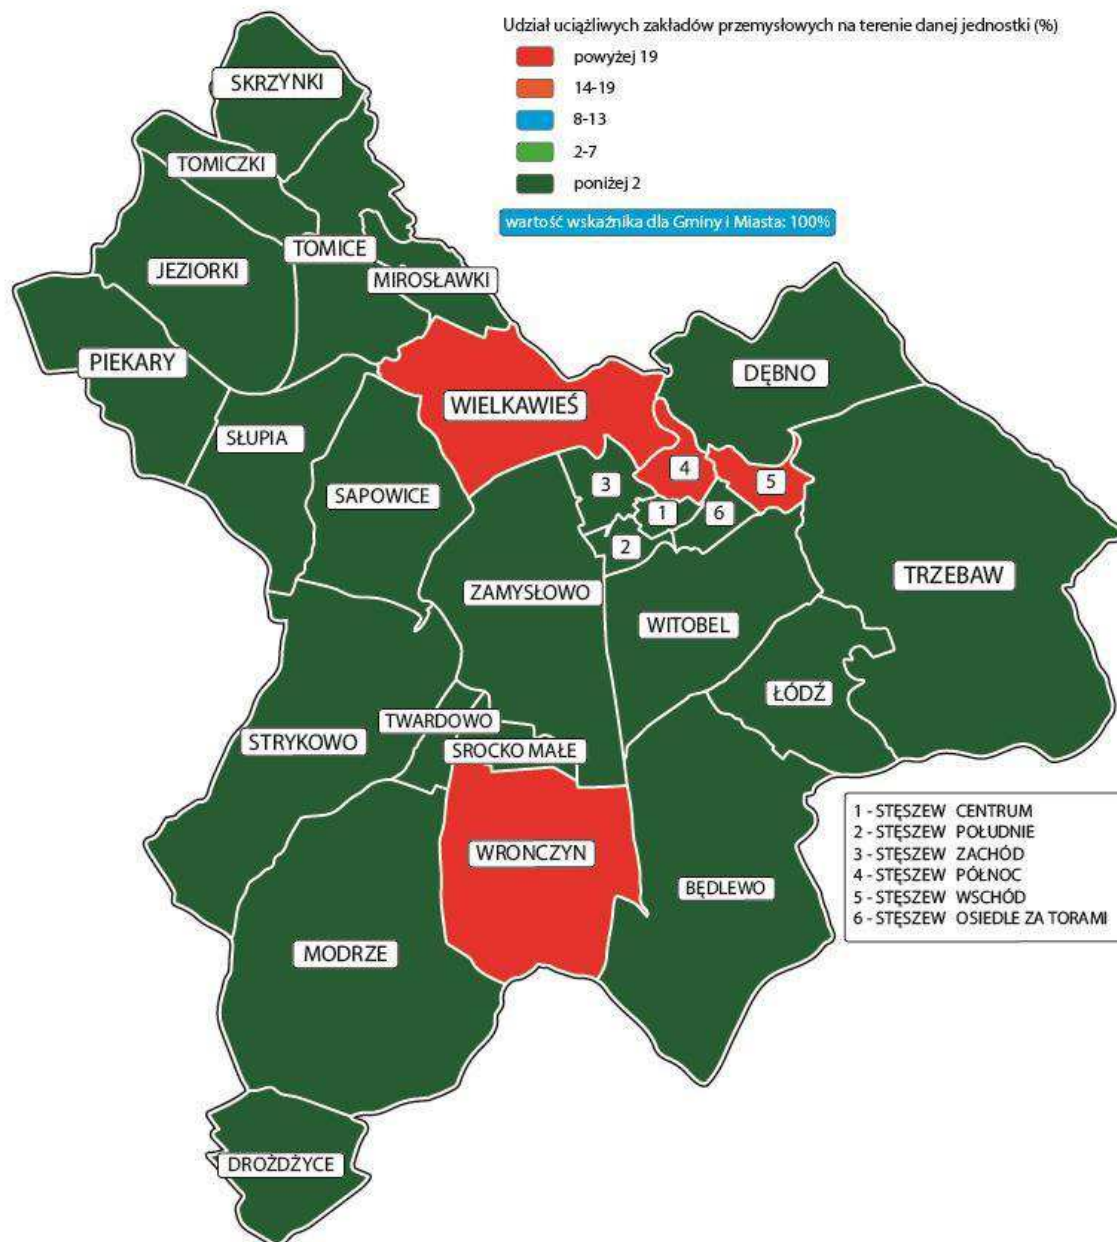 Udział uciążliwych zakładów przemysłowych na terenie danej jednostki (%)
powyżej 19
14-19
8-13
2-7
poniżej 2
wartość wskaźnika dla Gminy i Miasta: 100%
SKRZYNKI
TOMICZKI
TOMICE
JEZIORKI
MIROSŁAWKI
PIEKARY
DĘBNO
WIELKAWIEŚ
SŁUPIA
4
5
3
SAPOWICE
1
6
2
TRZEBAW
ZAMYSŁOWO
WITOBEL
ŁÓDŹ
TWARDOWO
STRYKOWO
SROCKO MAŁE
1 - STĘSZEW CENTRUM
2 - STĘSZEW POŁUDNIE
3 - STĘSZEW ZACHÓD
4 - STĘSZEW PÓŁNOC
5 - STĘSZEW WSCHÓD
6 - STĘSZEW OSIEDLE ZA TORAMI
WRONCZYN
BĘDLEWO
MODRZE
DROŻDŻYCE